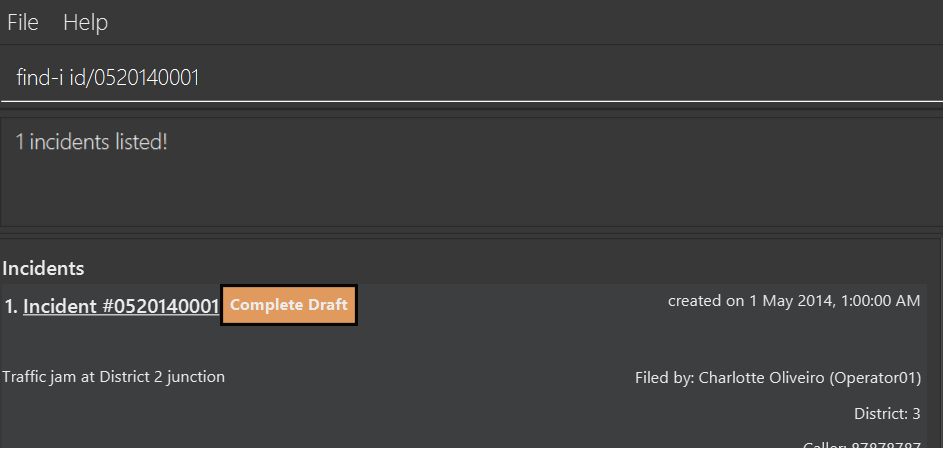 File Help
find-i id/0520140001
1 incidents listed!
Incidents
1. Incident #0520140001 Complete Draft created on 1 May 2014, 1:00:00 AM
Traffic jam at District 2 junction Filed by: Charlotte Oliveiro (Operator01)
District: 3
Caller: 87878787